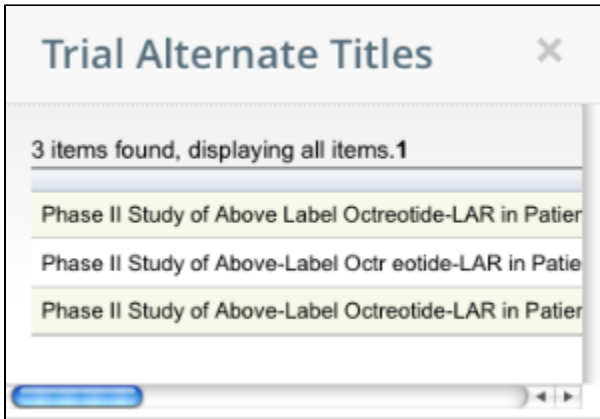 Trial Alternate Titles
3 items found, displaying all items.1
Phase II Study of Above Label Octreotide-LAR in Patien
Phase II Study of Above-Label Octr eotide-LAR in Patie
Phase II Study of Above-Label Octreotide-LAR in Patien